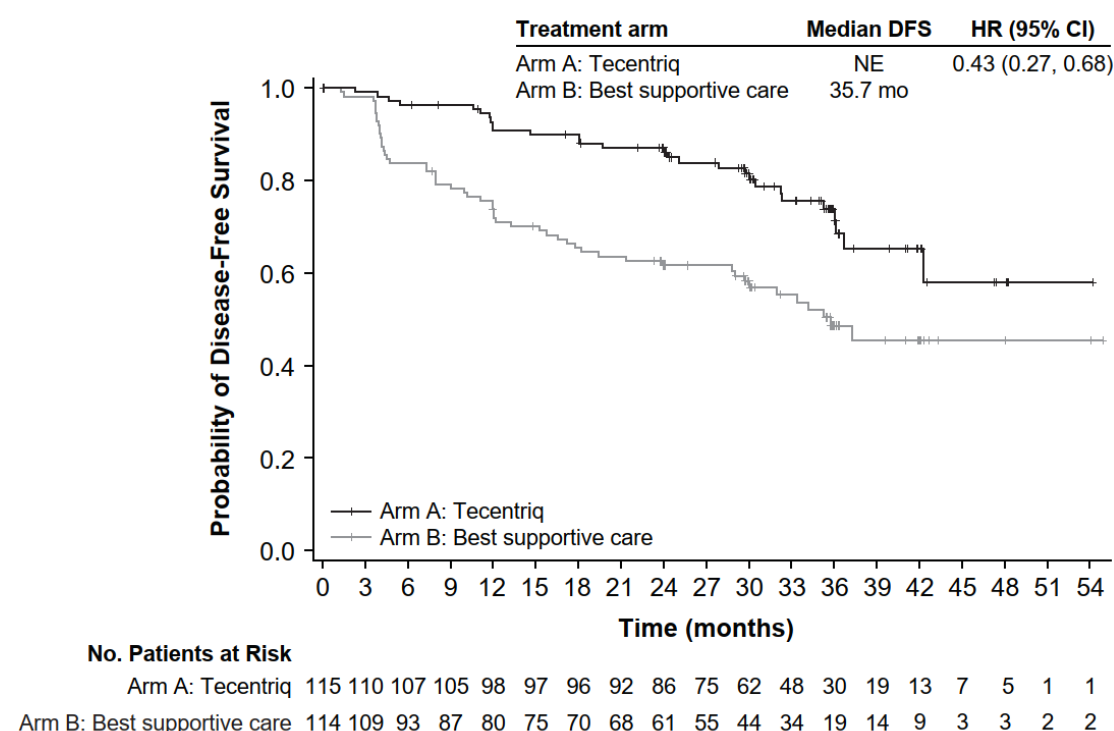 Treatment arm Median DFS HR (95% CI)
Arm A: Tecentriq NE 0.43 (0.27, 0.68)
Arm B: Best supportive care 35.7 mo
Probability of Disease-Free Survival
1.0
0.8
0.6
0.4
0.2
0.0
Arm A: Tecentriq
Arm B: Best supportive care
0 3 6 9 12 15 18 21 24 27 30 33 36 39 42 45 48 51 54
Time (months)
No. Patients at Risk
Arm A: Tecentriq 115 110 107 105 98 97 96 92 86 75 62 48 30 19 13 7 5 1 1
Arm B: Best supportive care 114 109 93 87 80 75 70 68 61 55 44 34 19 14 9 3 3 2 2